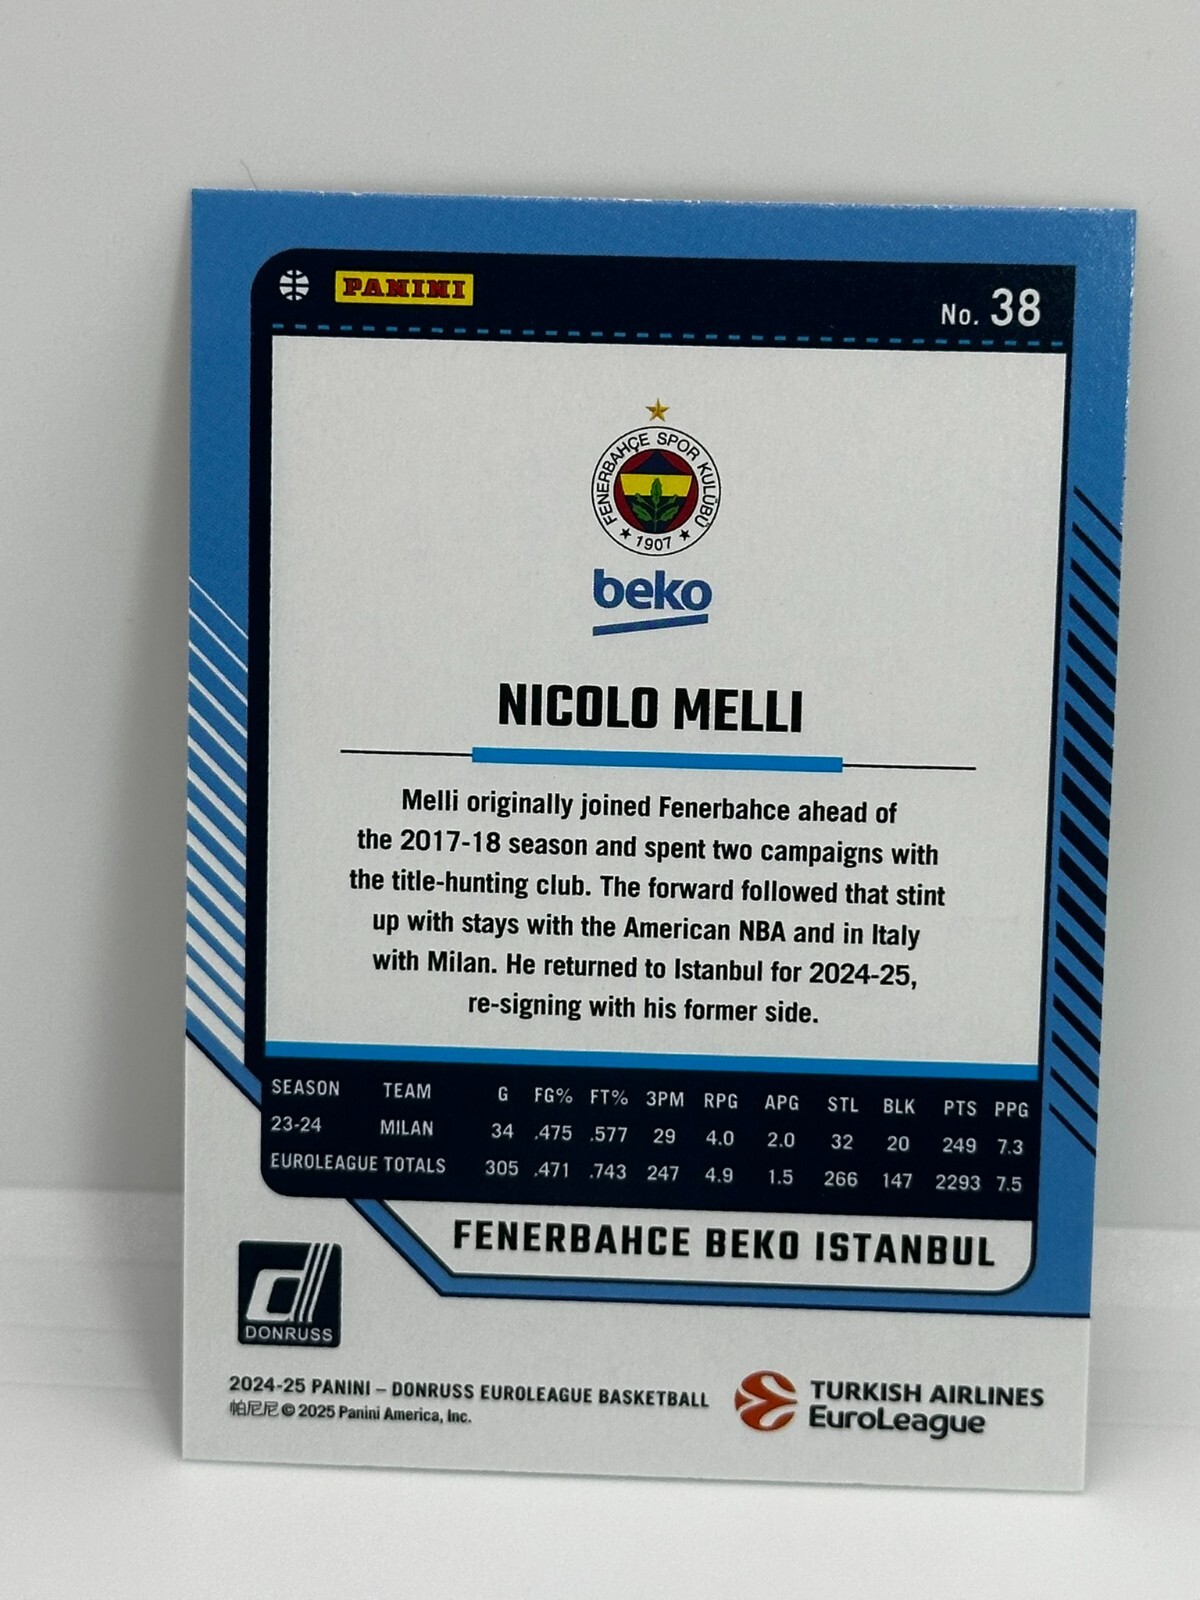 PANINI
No. 38
FENERBAHÇE SPOR KULÜBÜ
★ 1907 ★
beko
NICOLO MELLI
Melli originally joined Fenerbahce ahead of
the 2017-18 season and spent two campaigns with
the title-hunting club. The forward followed that stint
up with stays with the American NBA and in Italy
with Milan. He returned to Istanbul for 2024-25,
re-signing with his former side.
SEASON TEAM G FG% FT% 3PM RPG APG STL BLK PTS PPG
23-24 MILAN 34 .475 .577 29 4.0 2.0 32 20 249 7.3
EUROLEAGUE TOTALS 305 .471 .743 247 4.9 1.5 266 147 2293 7.5
FENERBAHCE BEKO ISTANBUL
d
DONRUSS
2024-25 PANINI – DONRUSS EUROLEAGUE BASKETBALL
帕尼尼 © 2025 Panini America, Inc.
TURKISH AIRLINES
EuroLeague